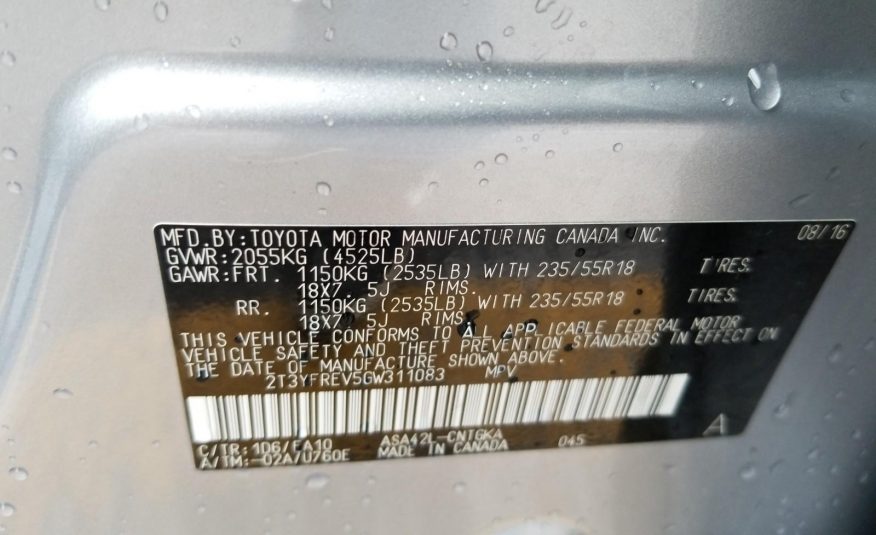 MFD.BY:TOYOTA MOTOR MANUFACTURING CANADA INC. 08/16
GVWR:2055KG (4525LB)
GAWR:FRT. 1150KG (2535LB) WITH 235/55R18 TIRES.
18X7.5J RIMS.
RR. 1150KG (2535LB) WITH 235/55R18 TIRES.
18X7.5J RIMS.
THIS VEHICLE CONFORMS TO ALL APPLICABLE FEDERAL MOTOR
VEHICLE SAFETY AND THEFT PREVENTION STANDARDS IN EFFECT ON
THE DATE OF MANUFACTURE SHOWN ABOVE.
2T3YFREV5GW311083 MPV
C/TR:1D6/FA10 ASA42L-CNTGKA 045 A
A/TM:-02A/U760E MADE IN CANADA